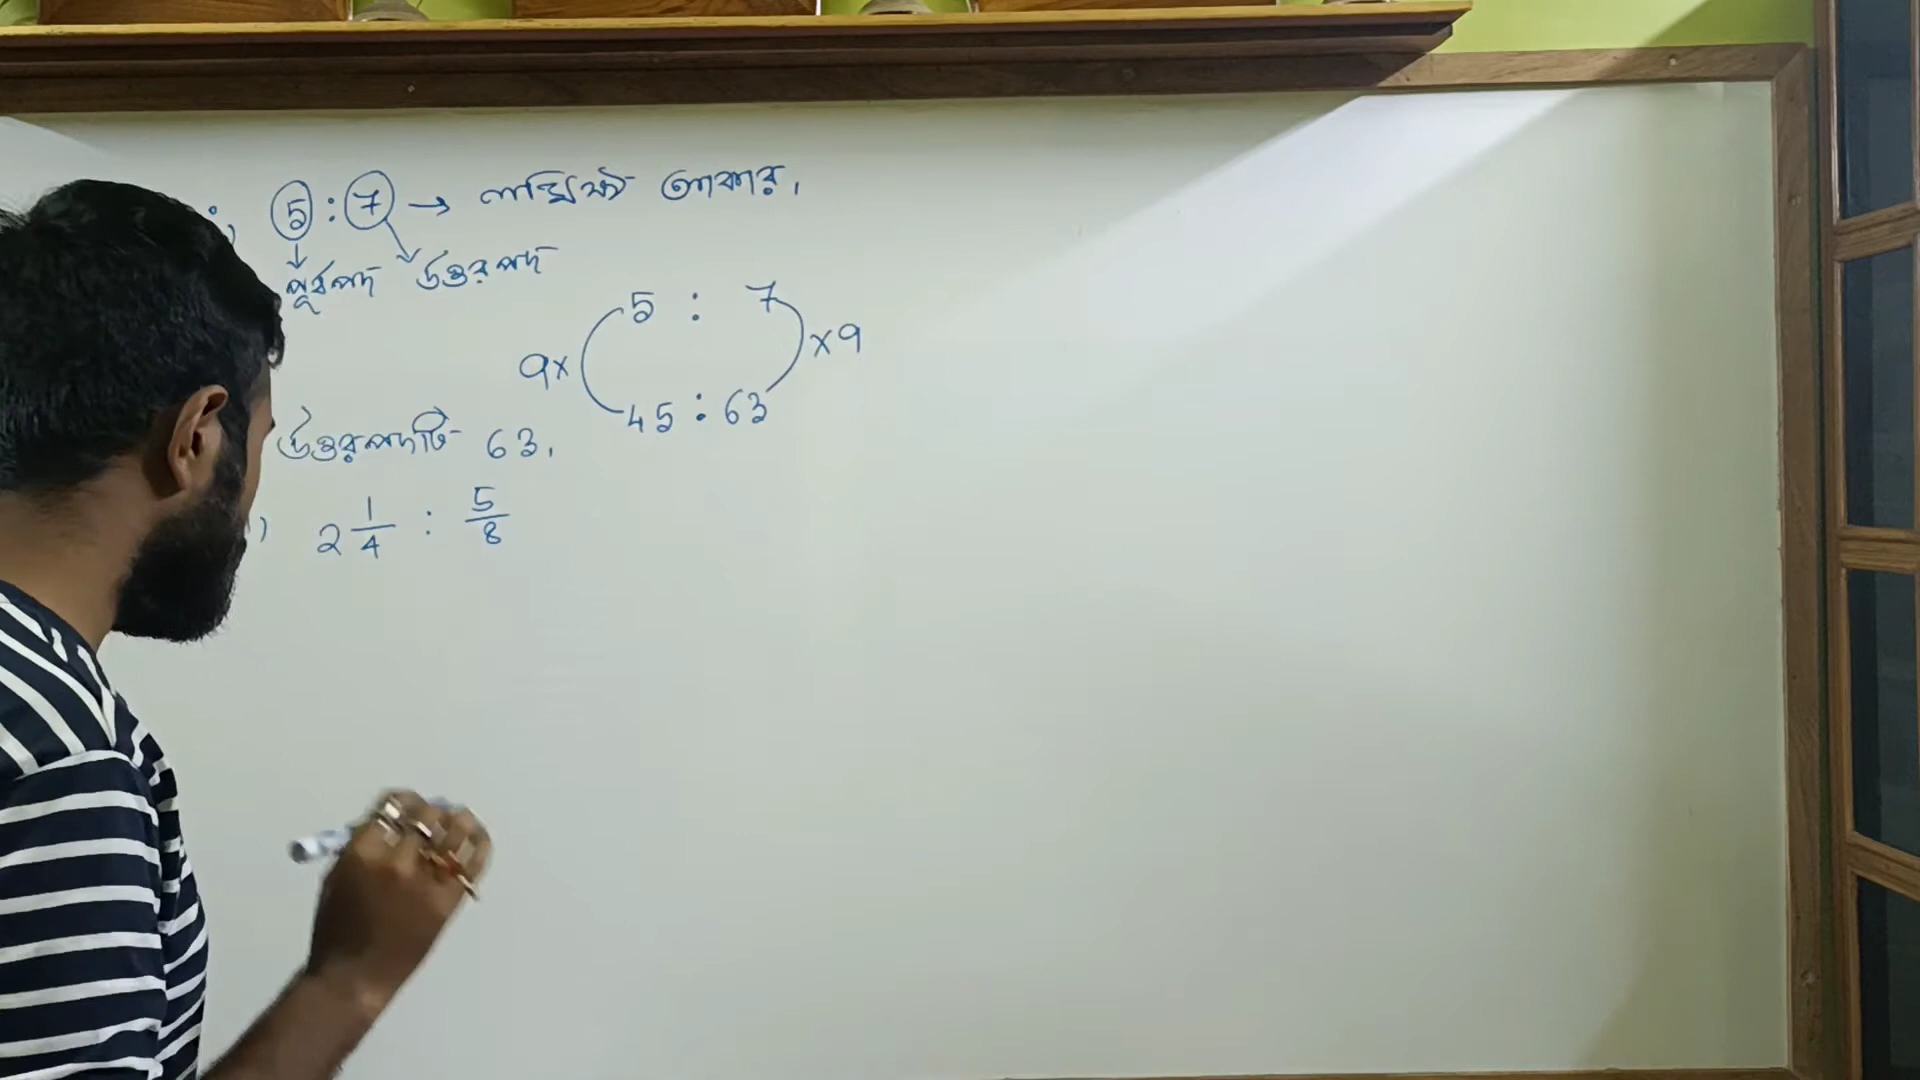 5 : 7 → লঘিষ্ঠ আকার,
পূর্বপদ উত্তরপদ
5 : 7
9× ×9
45 : 63
উত্তরপদটি 63,
) 2 1/4 : 5/8